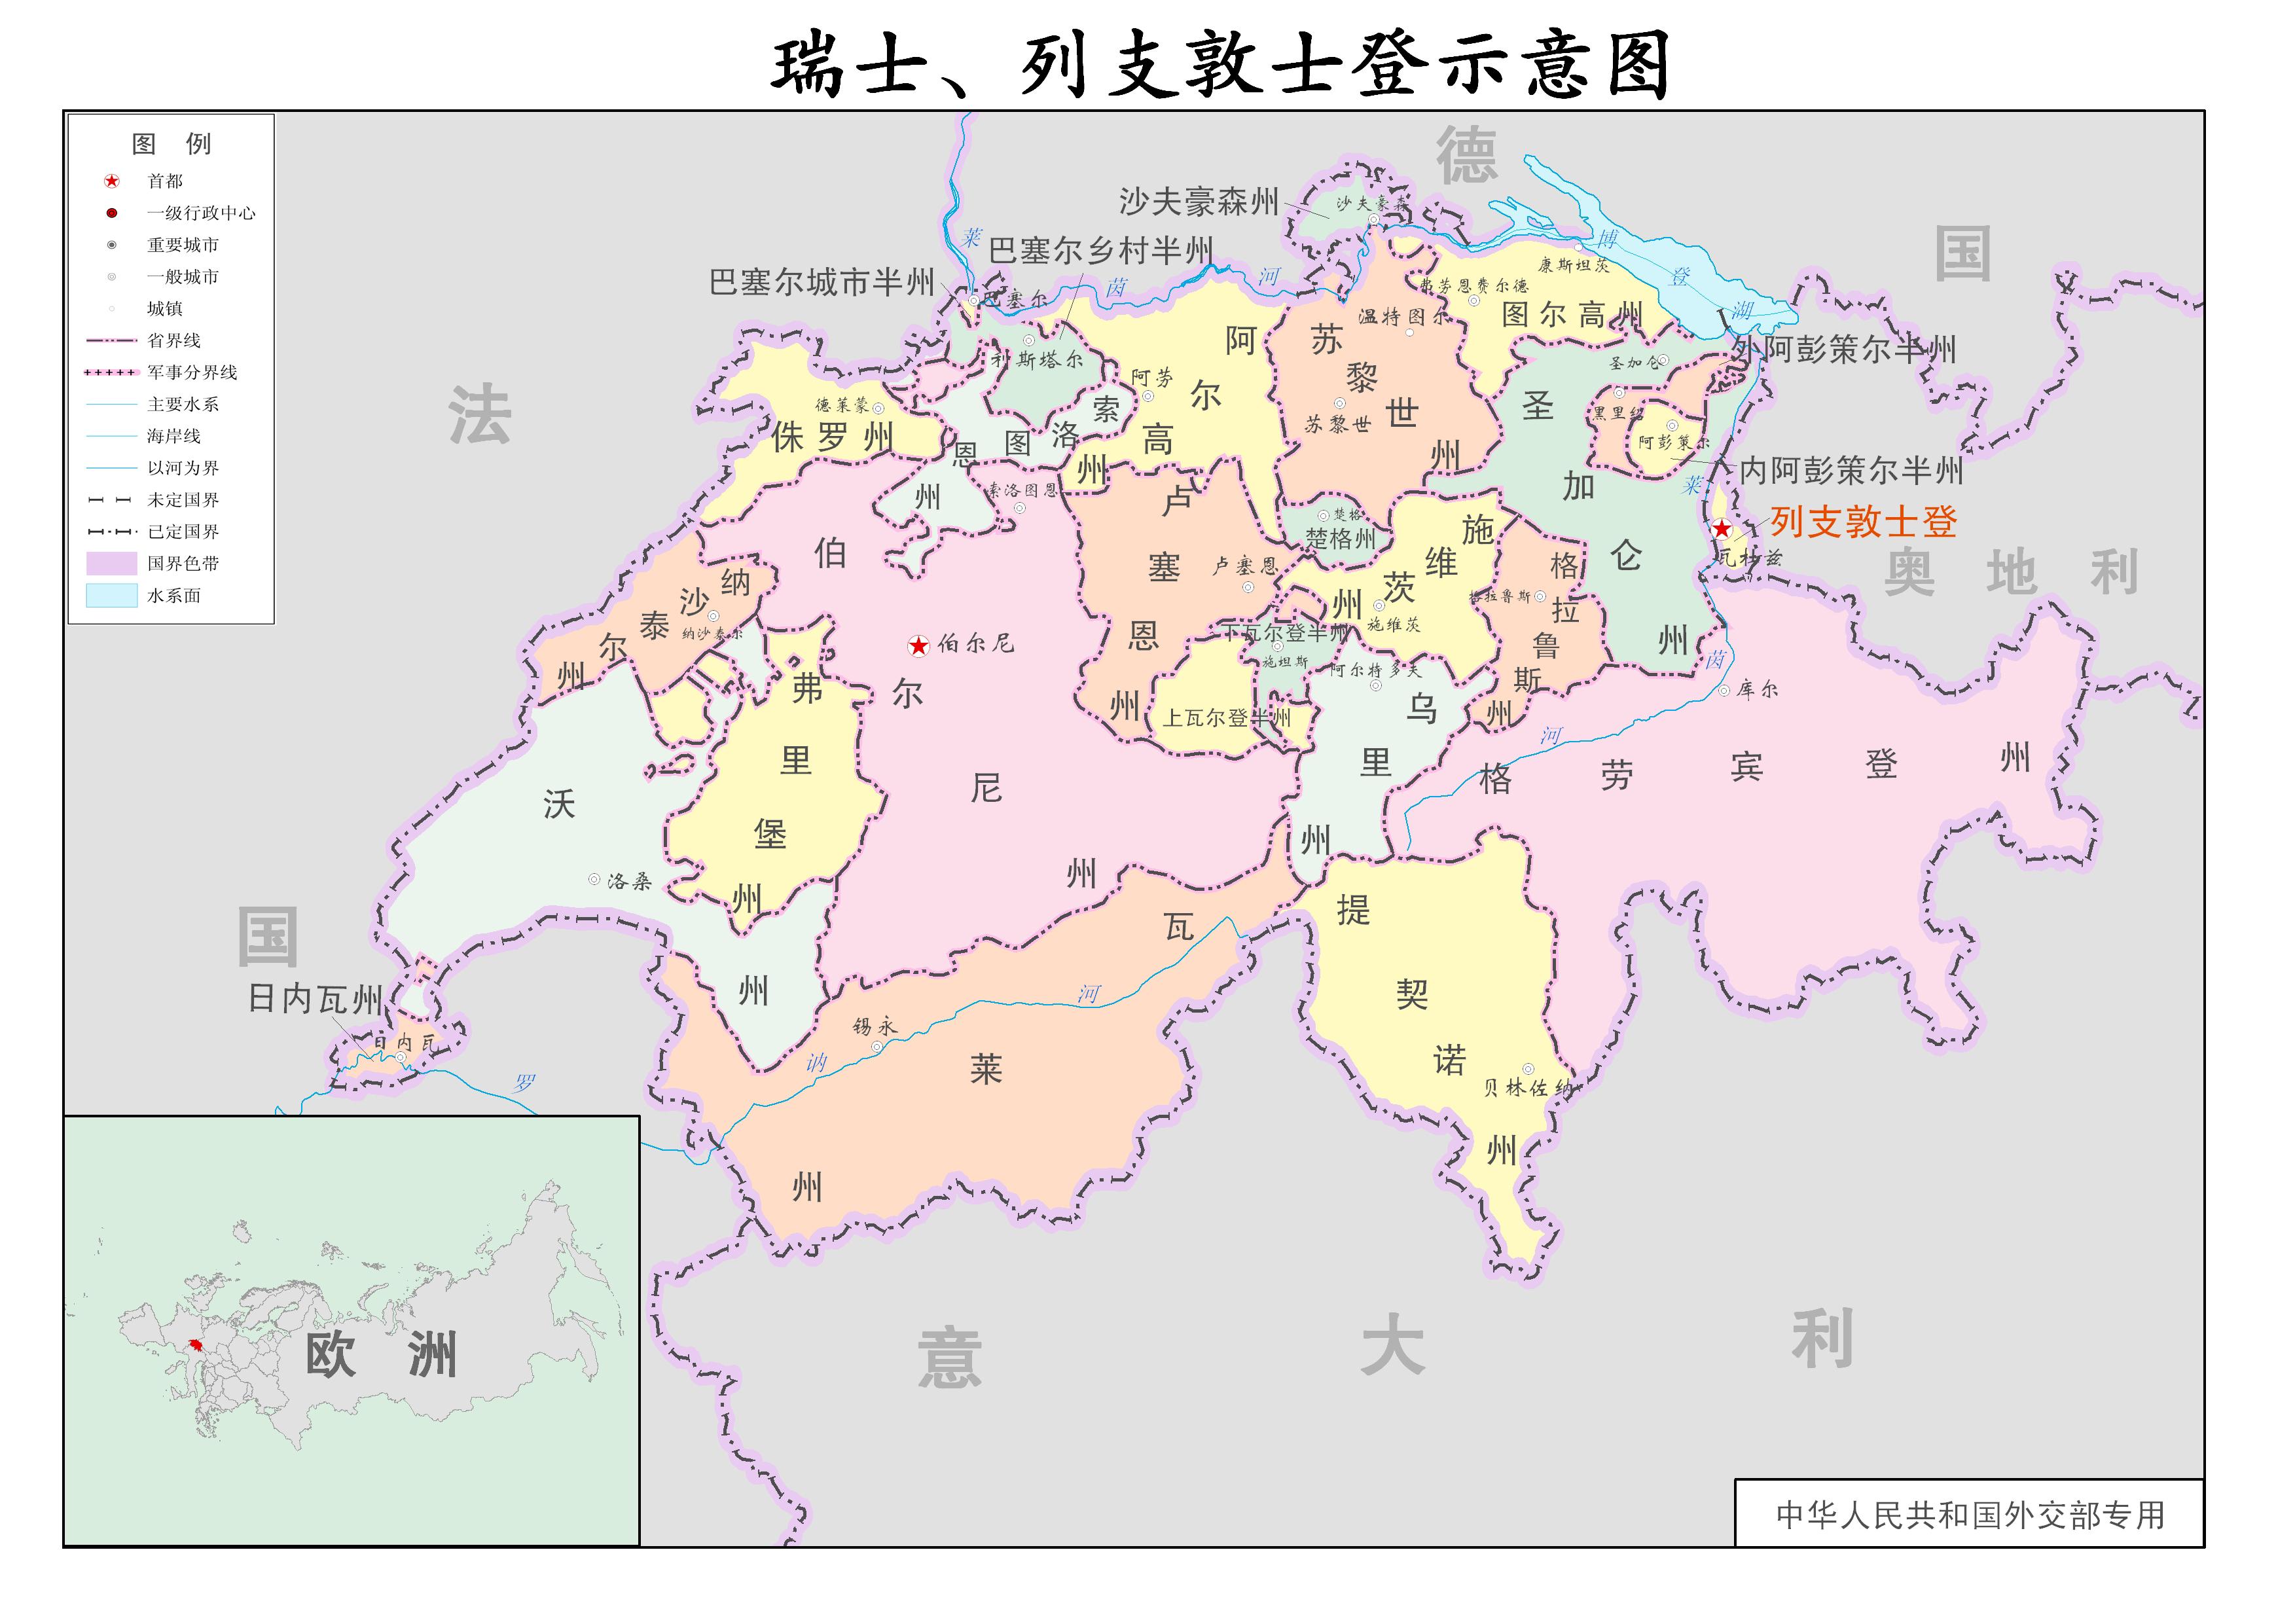 瑞士、列支敦士登示意图
图 例
首都
一级行政中心
重要城市
一般城市
城镇
省界线
军事分界线
主要水系
海岸线
以河为界
未定国界
已定国界
国界色带
水系面
德
国
法
国
奥地利
意大利
沙夫豪森州
沙夫豪森
巴塞尔乡村半州
巴塞尔城市半州
巴塞尔
莱茵河
博登湖
康斯坦茨
弗劳恩费尔德
图尔高州
温特图尔
苏黎世州
苏黎世
阿尔高州
阿劳
利斯塔尔
索洛图恩州
索洛图恩
德莱蒙
侏罗州
圣加仑
圣加仑州
外阿彭策尔半州
黑里绍
阿彭策尔
内阿彭策尔半州
莱茵河
列支敦士登
瓦杜兹
楚格
楚格州
卢塞恩州
卢塞恩
施维茨州
施维茨
格拉鲁斯
格拉鲁斯州
纳沙泰尔州
纳沙泰尔
伯尔尼
伯尔尼州
下瓦尔登半州
施坦斯
上瓦尔登半州
阿尔特多夫
乌里州
库尔
格劳宾登州
弗里堡州
沃州
州
洛桑
日内瓦州
日内瓦
罗讷河
锡永
瓦莱州
提契诺州
贝林佐纳
欧洲
中华人民共和国外交部专用